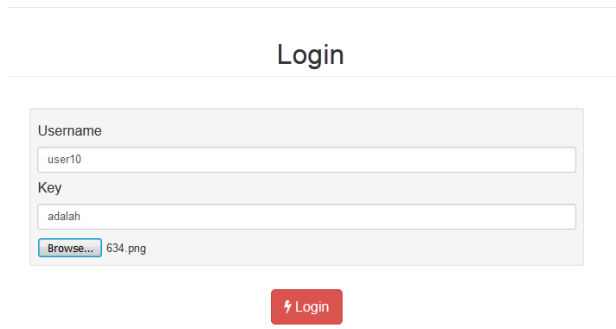 Login
Username
user10
Key
adalah
Browse... 634.png
Login